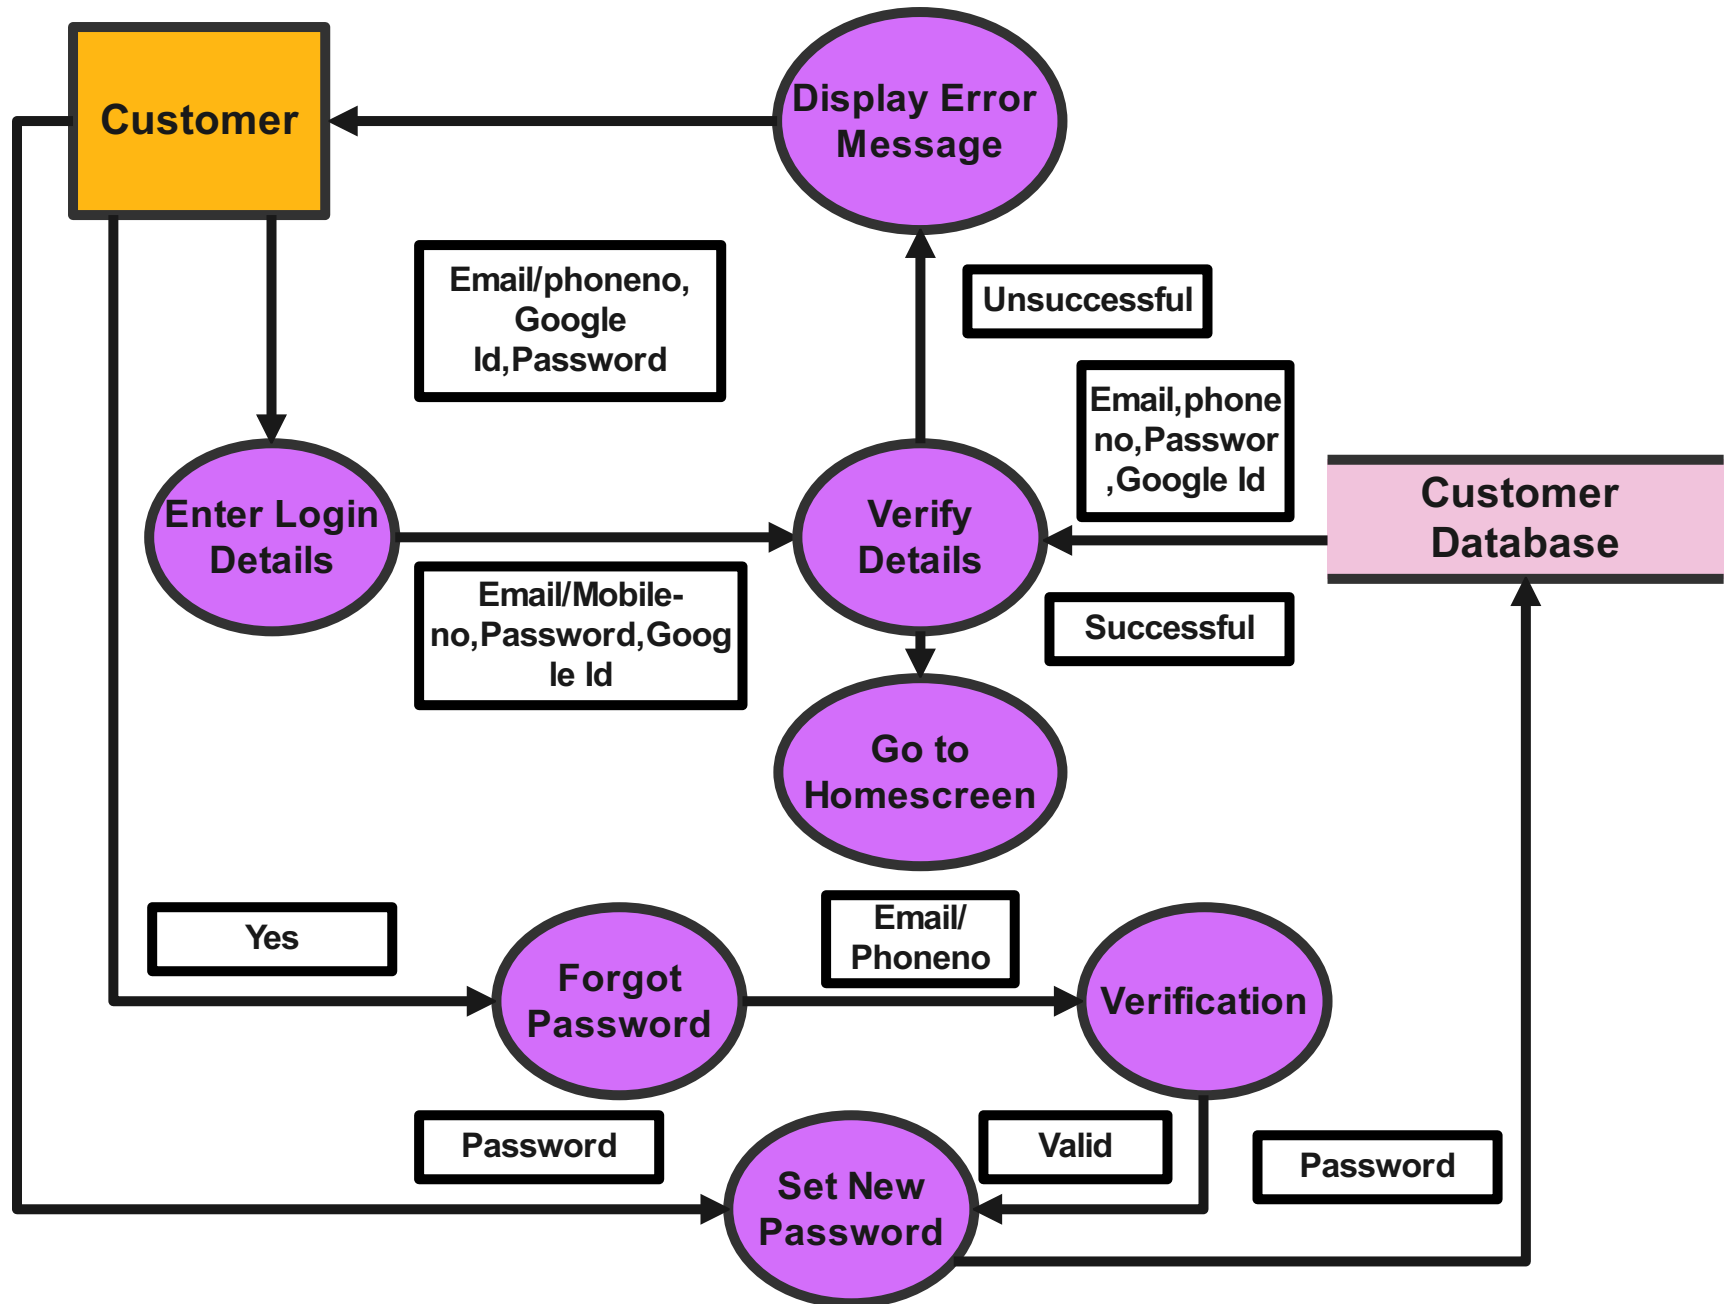 Customer
Display Error
Message
Email/phoneno,
Google
Id,Password
Unsuccessful
Email,phone
no,Passwor
,Google Id
Customer
Database
Enter Login
Details
Verify
Details
Email/Mobile-
no,Password,Goog
le Id
Successful
Go to
Homescreen
Yes
Email/
Phoneno
Forgot
Password
Verification
Password
Valid
Password
Set New
Password